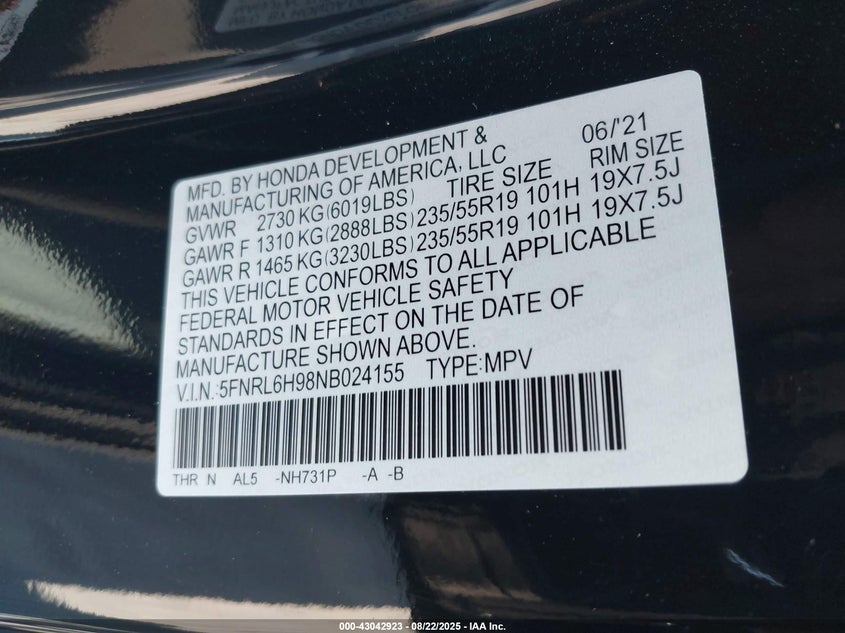 MFD. BY HONDA DEVELOPMENT & 06/'21
MANUFACTURING OF AMERICA, LLC
GVWR 2730 KG(6019LBS) TIRE SIZE RIM SIZE
GAWR F 1310 KG(2888LBS) 235/55R19 101H 19X7.5J
GAWR R 1465 KG(3230LBS) 235/55R19 101H 19X7.5J
THIS VEHICLE CONFORMS TO ALL APPLICABLE
FEDERAL MOTOR VEHICLE SAFETY
STANDARDS IN EFFECT ON THE DATE OF
MANUFACTURE SHOWN ABOVE.
V.I.N.:5FNRL6H98NB024155 TYPE:MPV
THR N AL5 -NH731P -A -B
000-43042923 - 08/22/2025 - IAA Inc.